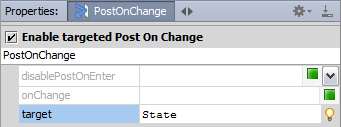 Properties: PostOnChange
Enable targeted Post On Change
PostOnChange
disablePostOnEnter
onChange
target State